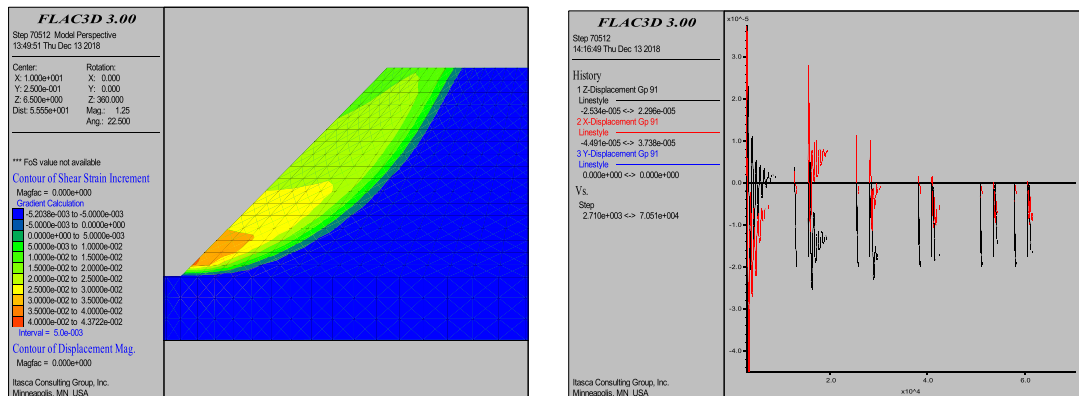 FLAC3D 3.00
Step 70512 Model Perspective
13:49:51 Thu Dec 13 2018
Center: Rotation:
X: 1.000e+001 X: 0.000
Y: 2.500e-001 Y: 0.000
Z: 6.500e+000 Z: 360.000
Dist: 5.555e+001 Mag.: 1.25
Ang.: 22.500
*** FoS value not available
Contour of Shear Strain Increment
Magfac = 0.000e+000
Gradient Calculation
-5.2038e-003 to -5.0000e-003
-5.0000e-003 to 0.0000e+000
0.0000e+000 to 5.0000e-003
5.0000e-003 to 1.0000e-002
1.0000e-002 to 1.5000e-002
1.5000e-002 to 2.0000e-002
2.0000e-002 to 2.5000e-002
2.5000e-002 to 3.0000e-002
3.0000e-002 to 3.5000e-002
3.5000e-002 to 4.0000e-002
4.0000e-002 to 4.3722e-002
Interval = 5.0e-003
Contour of Displacement Mag.
Magfac = 0.000e+000
Itasca Consulting Group, Inc.
Minneapolis, MN USA
FLAC3D 3.00
Step 70512
14:16:49 Thu Dec 13 2018
History
1 Z-Displacement Gp 91
Linestyle
-2.534e-005 <-> 2.296e-005
2 X-Displacement Gp 91
Linestyle
-4.491e-005 <-> 3.738e-005
3 Y-Displacement Gp 91
Linestyle
0.000e+000 <-> 0.000e+000
Vs.
Step
2.710e+003 <-> 7.051e+004
Itasca Consulting Group, Inc.
Minneapolis, MN USA
x10^-5
3.0
2.0
1.0
0.0
-1.0
-2.0
-3.0
-4.0
2.0 4.0 6.0
x10^4